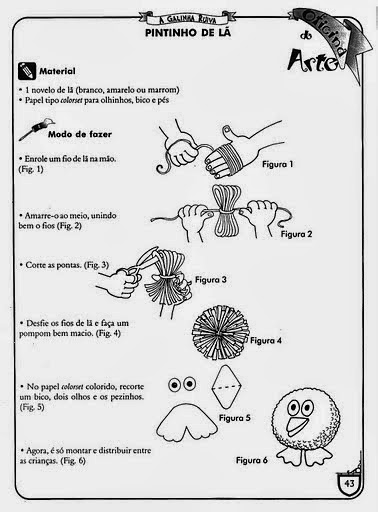 A GALINHA RUIVA
PINTINHO DE LÃ
Oficina
de
Arte
Material
• 1 novelo de lã (branco, amarelo ou marrom)
• Papel tipo colorset para olhinhos, bico e pés
Modo de fazer
• Enrole um fio de lã na mão.
(Fig. 1)
Figura 1
• Amarre-o ao meio, unindo
bem o fios (Fig. 2)
Figura 2
• Corte as pontas. (Fig. 3)
Figura 3
• Desfie os fios de lã e faça um
pompom bem macio. (Fig. 4)
Figura 4
• No papel colorset colorido, recorte
um bico, dois olhos e os pezinhos.
(Fig. 5)
Figura 5
• Agora, é só montar e distribuir entre
as crianças. (Fig. 6)
Figura 6
43